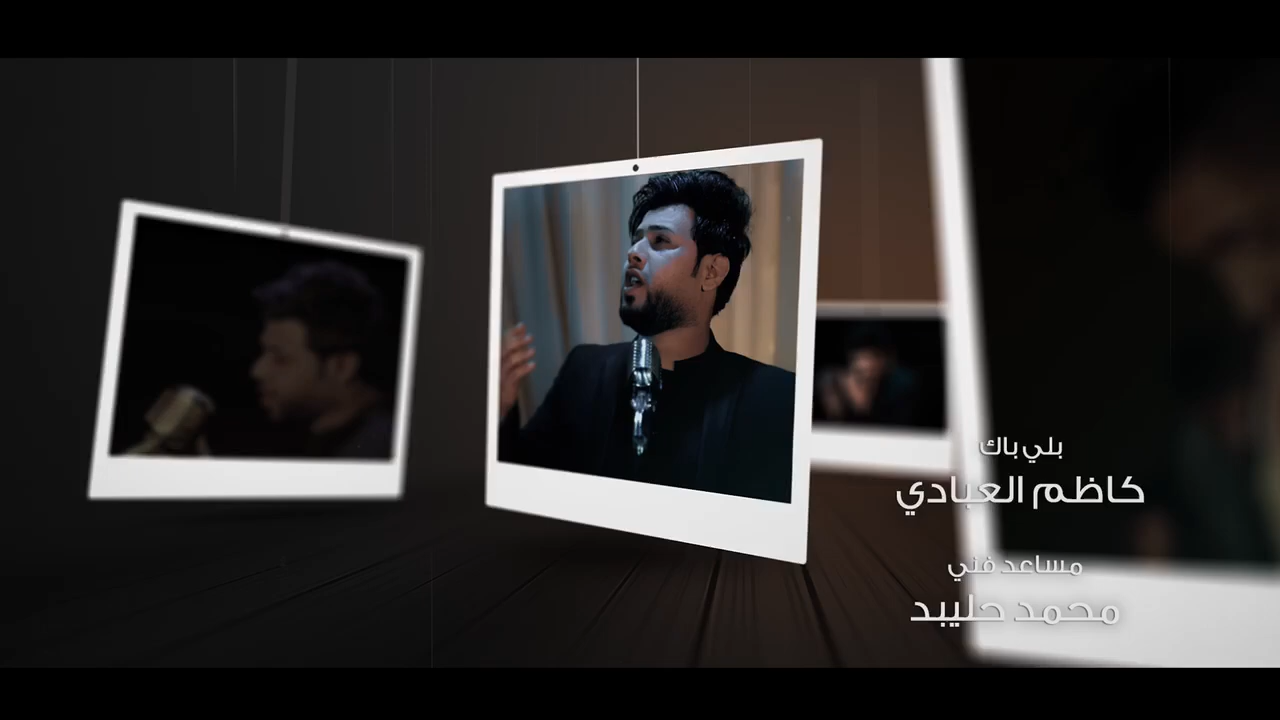 بلي باك
كاظم العبادي
مساعد فني
محمد حليبد